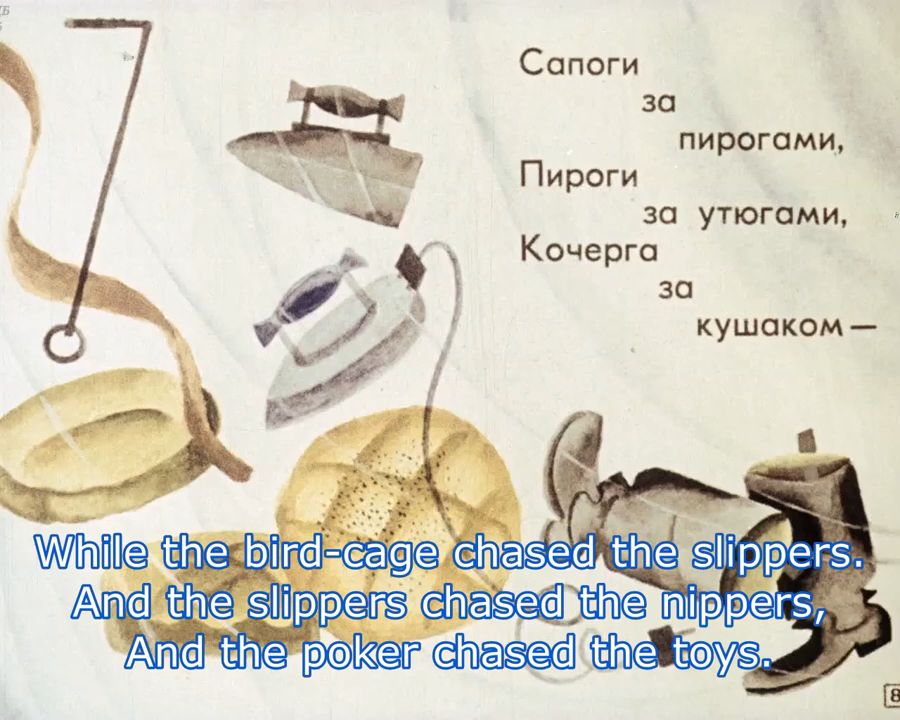 Сапоги
за
пирогами,
Пироги
за утюгами,
Кочерга
за
кушаком—
While the bird-cage chased the slippers.
And the slippers chased the nippers,
And the poker chased the toys.
8